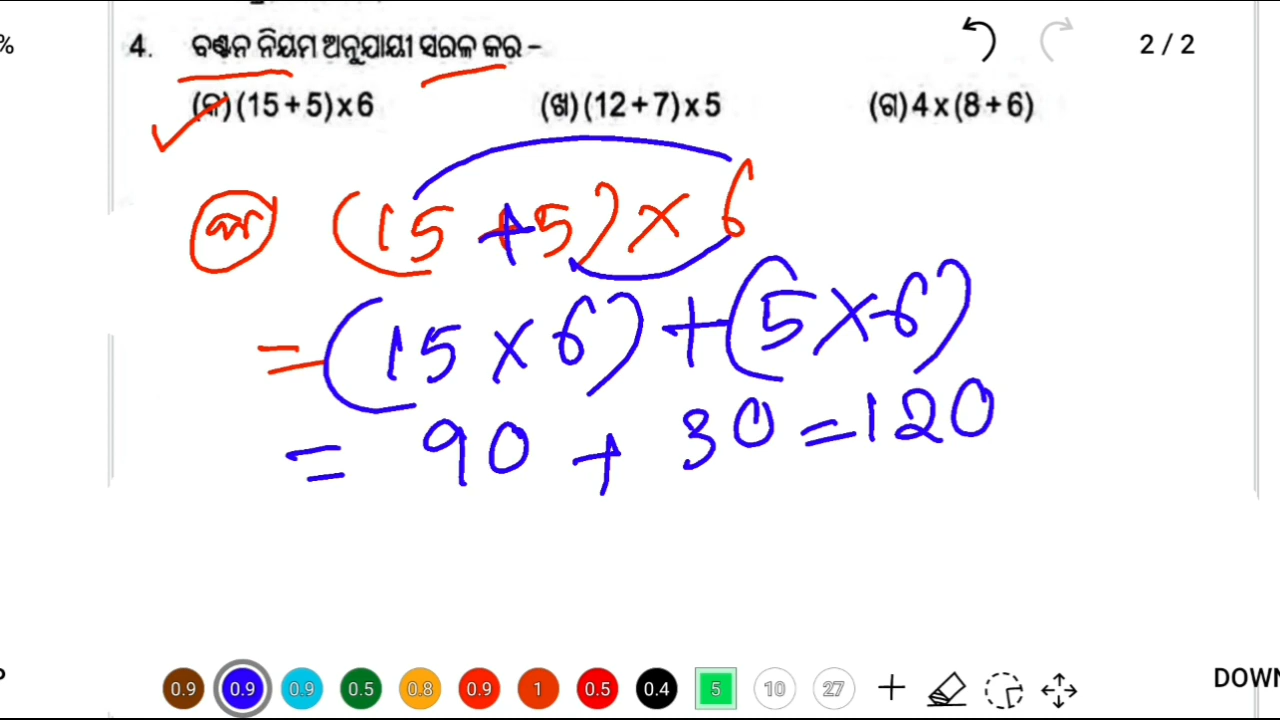 %
4. ବଣ୍ଟନ ନିୟମ ଅନୁଯାୟୀ ସରଳ କର –
2 / 2
(କ) (15 + 5) x 6 (ଖ) (12 + 7) x 5 (ଗ) 4 x (8 + 6)
(କ) (15 + 5) × 6
= (15 × 6) + (5 × 6)
= 90 + 30 = 120
0.9 0.9 0.9 0.5 0.8 0.9 1 0.5 0.4 5 10 27 +
DOWN